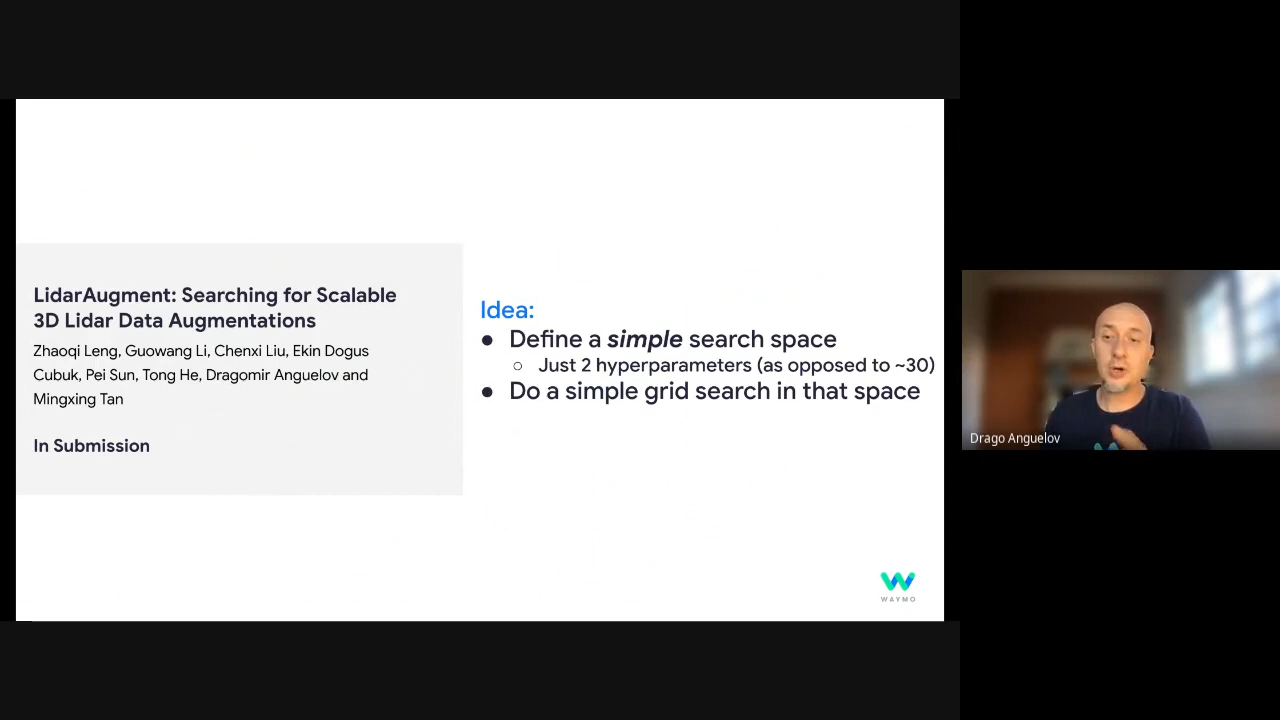 LidarAugment: Searching for Scalable
3D Lidar Data Augmentations
Zhaoqi Leng, Guowang Li, Chenxi Liu, Ekin Dogus
Cubuk, Pei Sun, Tong He, Dragomir Anguelov and
Mingxing Tan
In Submission
Idea:
● Define a simple search space
○ Just 2 hyperparameters (as opposed to ~30)
● Do a simple grid search in that space
WAYMO
Drago Anguelov